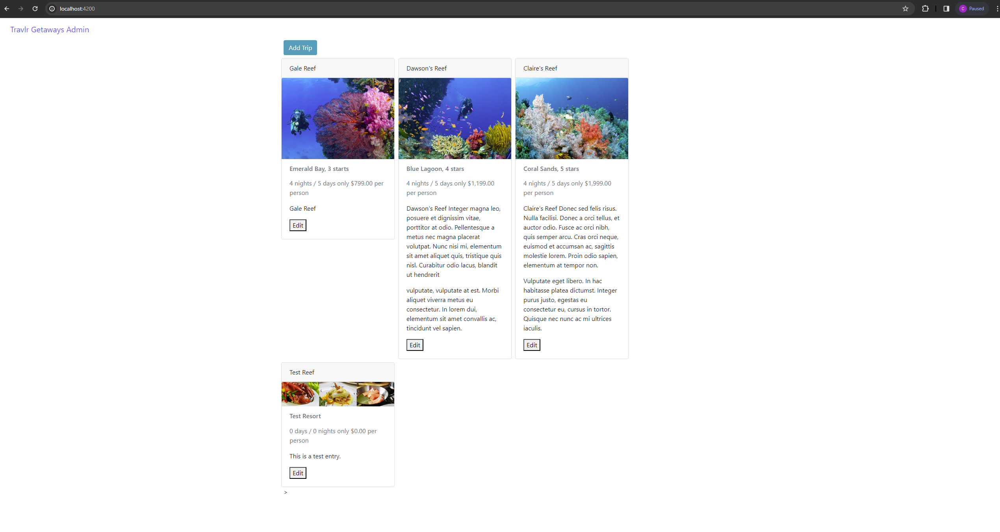 localhost:4200
Paused
C
Travlr Getaways Admin
Add Trip
Gale Reef
Emerald Bay, 3 starts
4 nights / 5 days only $799.00 per
person
Gale Reef
Edit
Dawson's Reef
Blue Lagoon, 4 stars
4 nights / 5 days only $1,199.00
per person
Dawson's Reef Integer magna leo,
posuere et dignissim vitae,
porttitor at odio. Pellentesque a
metus nec magna placerat
volutpat. Nunc nisi mi, elementum
sit amet aliquet quis, tristique quis
nisl. Curabitur odio lacus, blandit
ut hendrerit
vulputate, vulputate at est. Morbi
aliquet viverra metus eu
consectetur. In lorem dui,
elementum sit amet convallis ac,
tincidunt vel sapien.
Edit
Claire's Reef
Coral Sands, 5 stars
4 nights / 5 days only $1,999.00
per person
Claire's Reef Donec sed felis risus.
Nulla facilisi. Donec a orci tellus, et
auctor odio. Fusce ac orci nibh,
quis semper arcu. Cras orci neque,
euismod et accumsan ac, sagittis
molestie lorem. Proin odio sapien,
elementum at tempor non.
Vulputate eget libero. In hac
habitasse platea dictumst. Integer
purus justo, egestas eu
consectetur eu, cursus in tortor.
Quisque nec nunc ac mi ultrices
iaculis.
Edit
Test Reef
Test Resort
0 days / 0 nights only $0.00 per
person
This is a test entry.
Edit
>